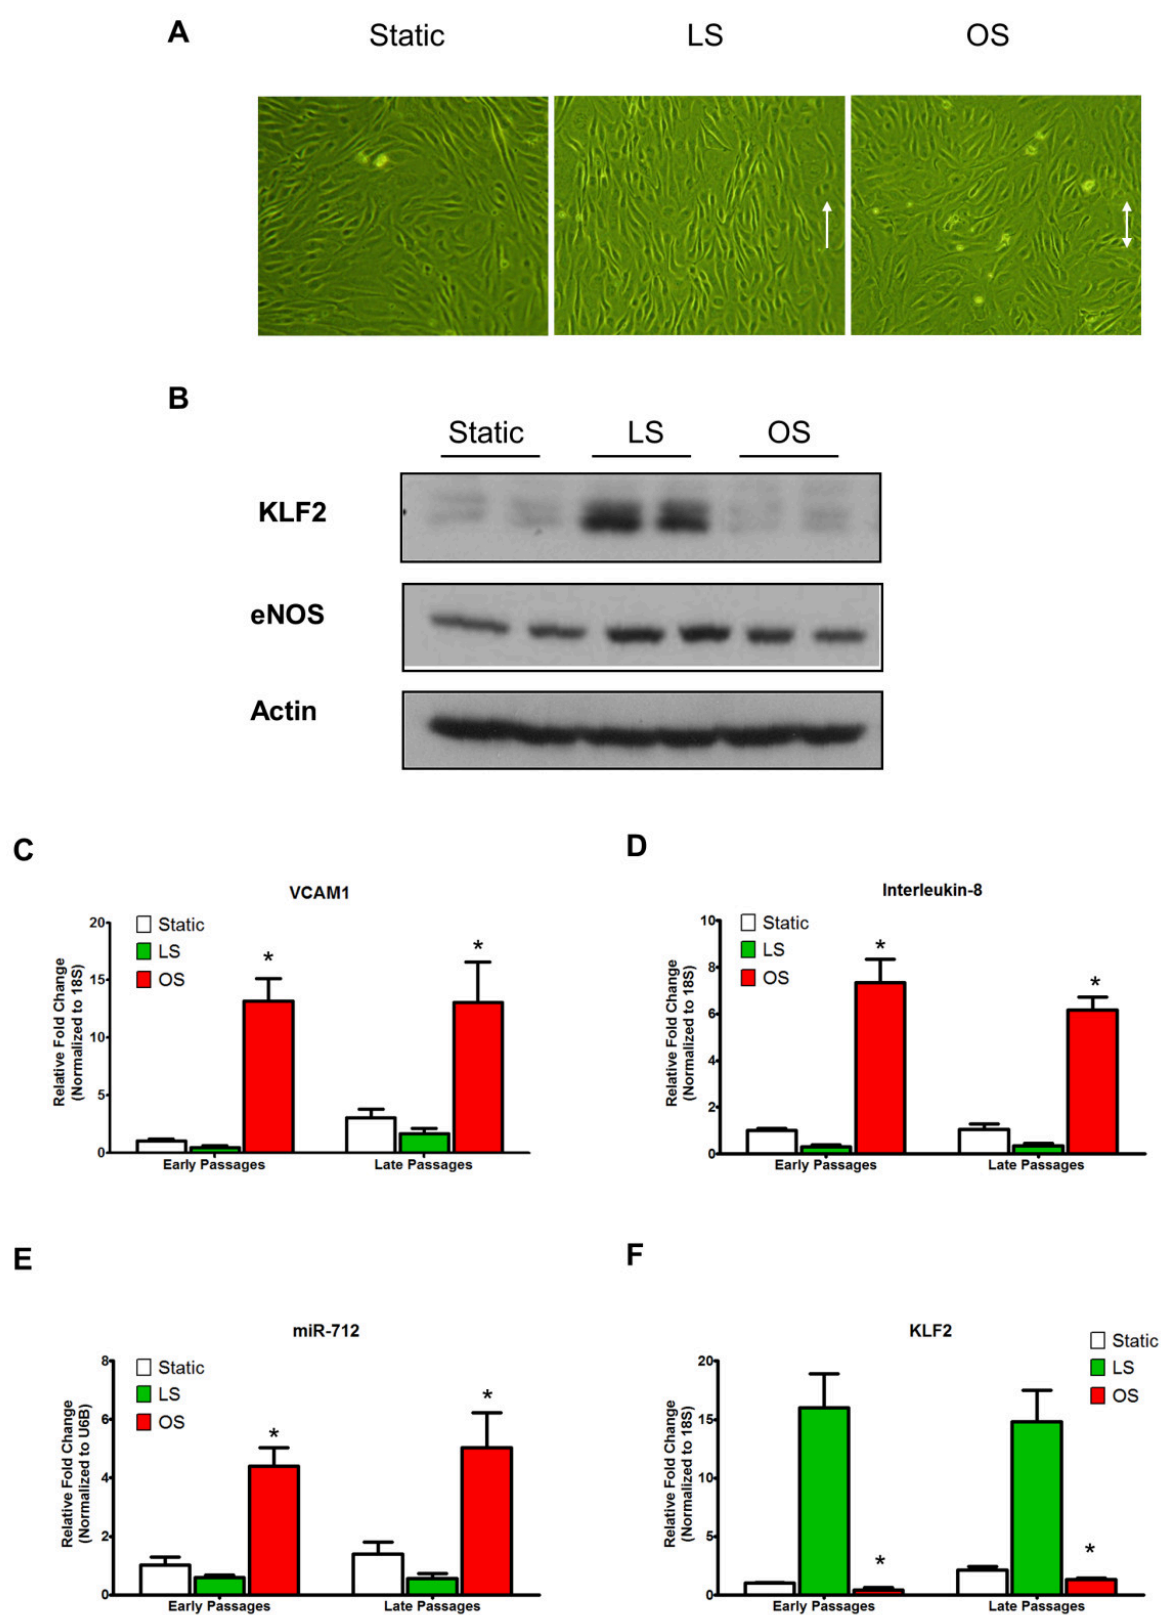 A
Static LS OS
B
Static LS OS
KLF2
eNOS
Actin
C
VCAM1
Relative Fold Change
(Normalized to 18S)
20
15
10
5
0
Static
LS
OS
*
*
Early Passages Late Passages
D
Interleukin-8
Relative Fold Change
(Normalized to 18S)
10
8
6
4
2
0
Static
LS
OS
*
*
Early Passages Late Passages
E
miR-712
Relative Fold Change
(Normalized to U6B)
8
6
4
2
0
Static
LS
OS
*
*
Early Passages Late Passages
F
KLF2
Relative Fold Change
(Normalized to 18S)
20
15
10
5
0
Static
LS
OS
*
*
Early Passages Late Passages